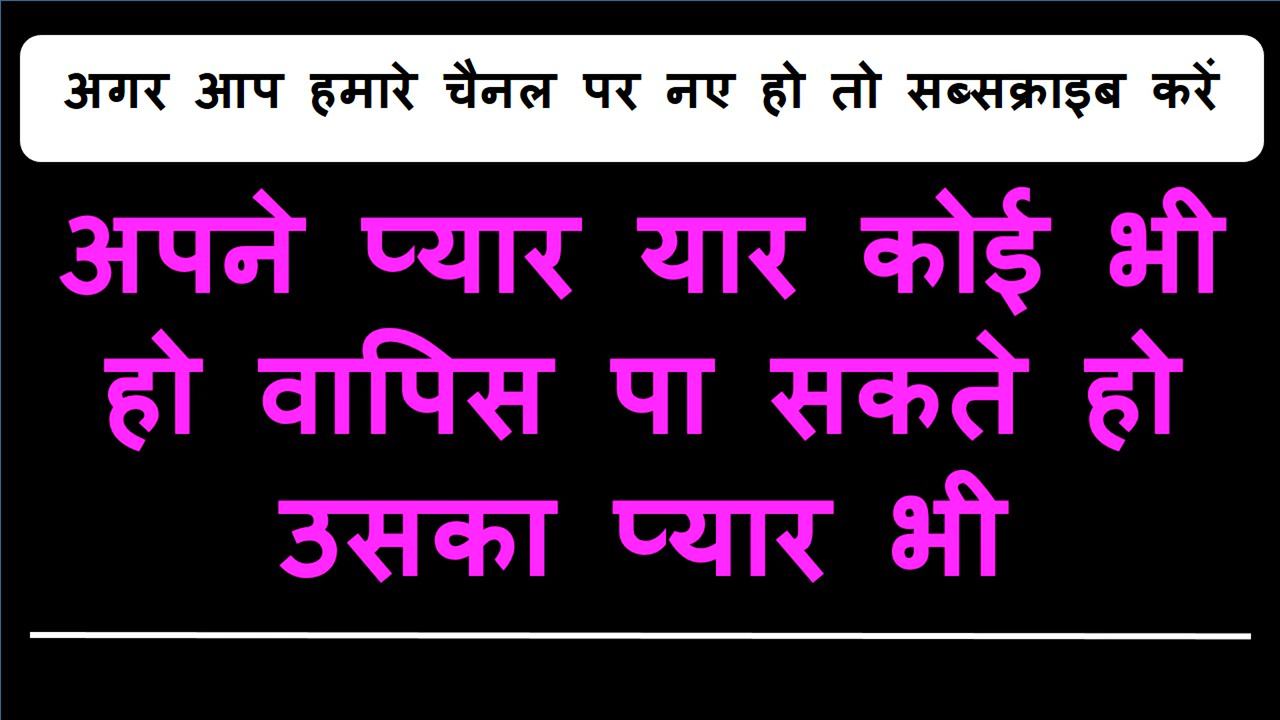 अगर आप हमारे चैनल पर नए हो तो सब्सक्राइब करें
अपने प्यार यार कोई भी
हो वापिस पा सकते हो
उसका प्यार भी